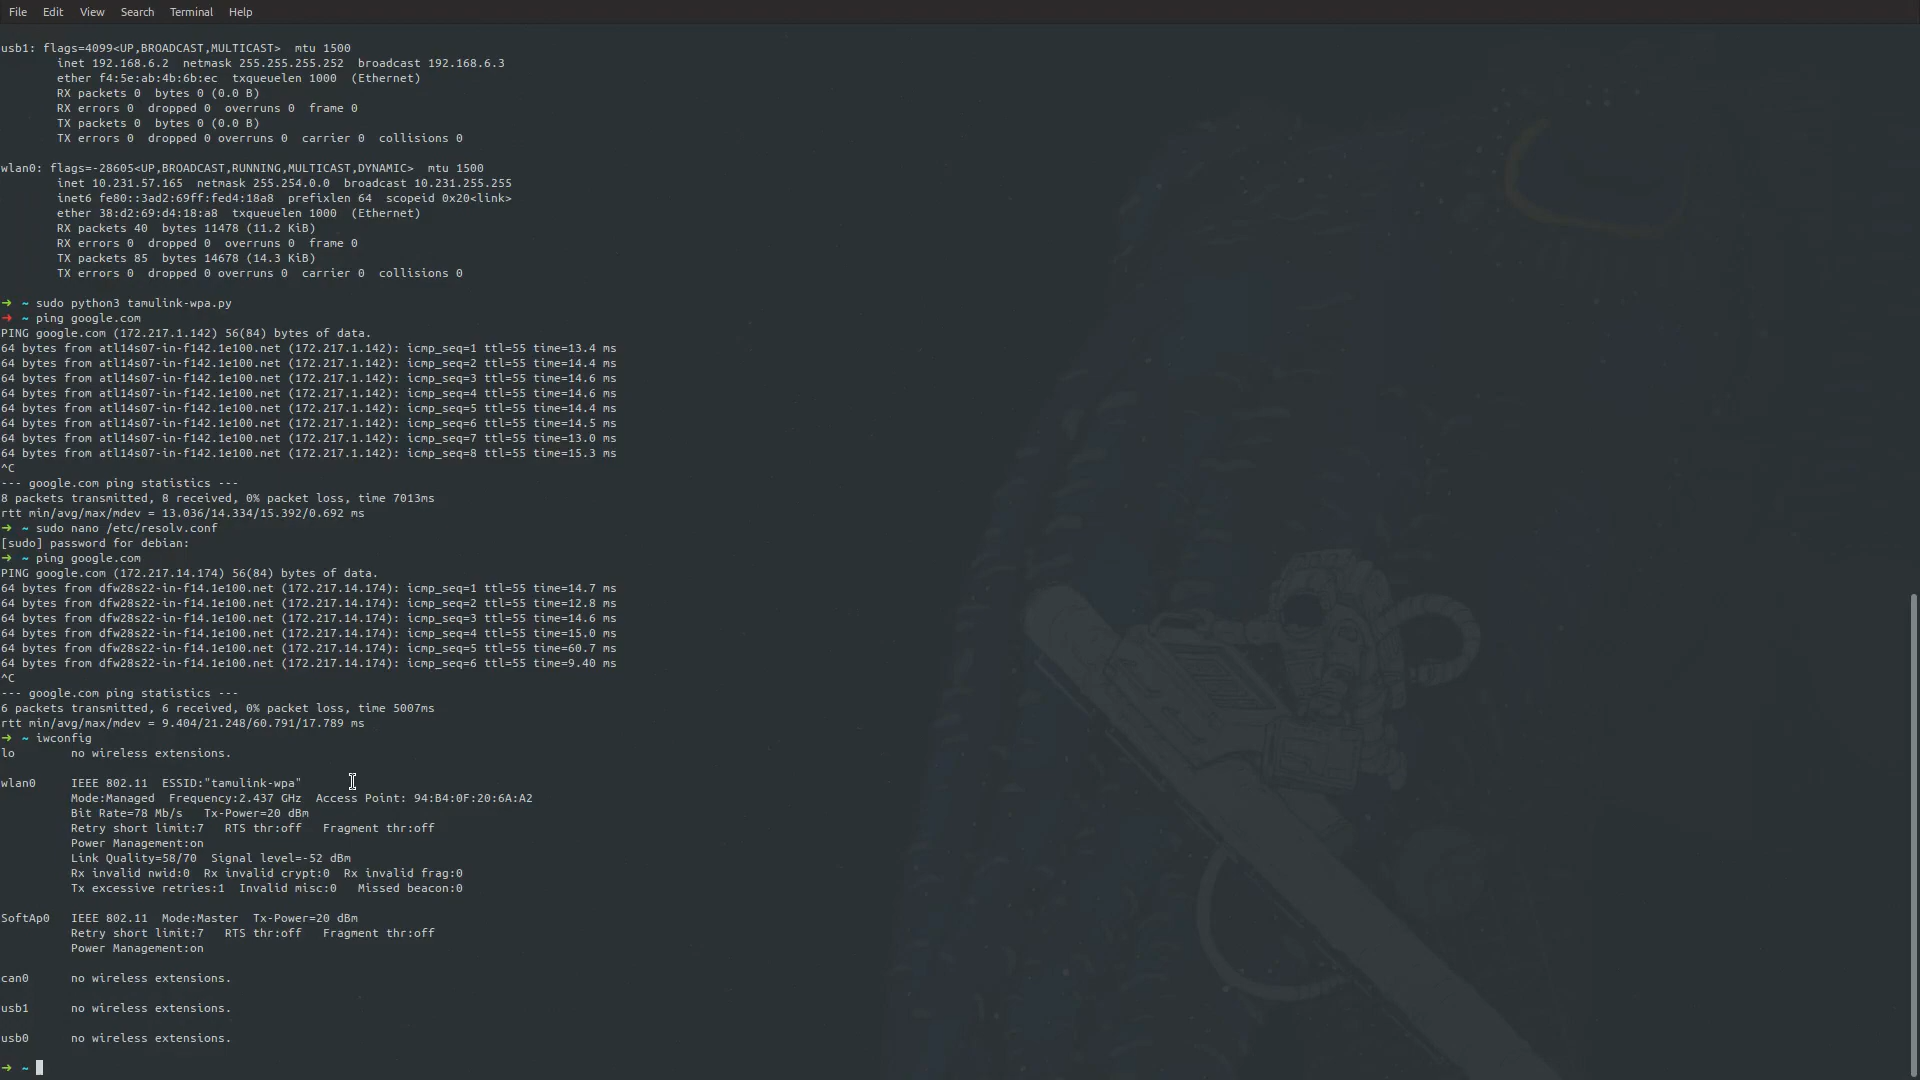 File Edit View Search Terminal Help
usb1: flags=4099<UP,BROADCAST,MULTICAST>  mtu 1500
        inet 192.168.6.2  netmask 255.255.255.252  broadcast 192.168.6.3
        ether f4:5e:ab:4b:6b:ec  txqueuelen 1000  (Ethernet)
        RX packets 0  bytes 0 (0.0 B)
        RX errors 0  dropped 0  overruns 0  frame 0
        TX packets 0  bytes 0 (0.0 B)
        TX errors 0  dropped 0 overruns 0  carrier 0  collisions 0
wlan0: flags=-28605<UP,BROADCAST,RUNNING,MULTICAST,DYNAMIC>  mtu 1500
        inet 10.231.57.165  netmask 255.254.0.0  broadcast 10.231.255.255
        inet6 fe80::3ad2:69ff:fed4:18a8  prefixlen 64  scopeid 0x20<link>
        ether 38:d2:69:d4:18:a8  txqueuelen 1000  (Ethernet)
        RX packets 40  bytes 11478 (11.2 KiB)
        RX errors 0  dropped 0  overruns 0  frame 0
        TX packets 85  bytes 14678 (14.3 KiB)
        TX errors 0  dropped 0 overruns 0  carrier 0  collisions 0
➜  ~ sudo python3 tamulink-wpa.py
➜  ~ ping google.com
PING google.com (172.217.1.142) 56(84) bytes of data.
64 bytes from atl14s07-in-f142.1e100.net (172.217.1.142): icmp_seq=1 ttl=55 time=13.4 ms
64 bytes from atl14s07-in-f142.1e100.net (172.217.1.142): icmp_seq=2 ttl=55 time=14.4 ms
64 bytes from atl14s07-in-f142.1e100.net (172.217.1.142): icmp_seq=3 ttl=55 time=14.6 ms
64 bytes from atl14s07-in-f142.1e100.net (172.217.1.142): icmp_seq=4 ttl=55 time=14.6 ms
64 bytes from atl14s07-in-f142.1e100.net (172.217.1.142): icmp_seq=5 ttl=55 time=14.4 ms
64 bytes from atl14s07-in-f142.1e100.net (172.217.1.142): icmp_seq=6 ttl=55 time=14.5 ms
64 bytes from atl14s07-in-f142.1e100.net (172.217.1.142): icmp_seq=7 ttl=55 time=13.0 ms
64 bytes from atl14s07-in-f142.1e100.net (172.217.1.142): icmp_seq=8 ttl=55 time=15.3 ms
^C
--- google.com ping statistics ---
8 packets transmitted, 8 received, 0% packet loss, time 7013ms
rtt min/avg/max/mdev = 13.036/14.334/15.392/0.692 ms
➜  ~ sudo nano /etc/resolv.conf
[sudo] password for debian:
➜  ~ ping google.com
PING google.com (172.217.14.174) 56(84) bytes of data.
64 bytes from dfw28s22-in-f14.1e100.net (172.217.14.174): icmp_seq=1 ttl=55 time=14.7 ms
64 bytes from dfw28s22-in-f14.1e100.net (172.217.14.174): icmp_seq=2 ttl=55 time=12.8 ms
64 bytes from dfw28s22-in-f14.1e100.net (172.217.14.174): icmp_seq=3 ttl=55 time=14.6 ms
64 bytes from dfw28s22-in-f14.1e100.net (172.217.14.174): icmp_seq=4 ttl=55 time=15.0 ms
64 bytes from dfw28s22-in-f14.1e100.net (172.217.14.174): icmp_seq=5 ttl=55 time=60.7 ms
64 bytes from dfw28s22-in-f14.1e100.net (172.217.14.174): icmp_seq=6 ttl=55 time=9.40 ms
^C
--- google.com ping statistics ---
6 packets transmitted, 6 received, 0% packet loss, time 5007ms
rtt min/avg/max/mdev = 9.404/21.248/60.791/17.789 ms
➜  ~ iwconfig
lo        no wireless extensions.
wlan0     IEEE 802.11  ESSID:"tamulink-wpa"
          Mode:Managed  Frequency:2.437 GHz  Access Point: 94:B4:0F:20:6A:A2
          Bit Rate=78 Mb/s   Tx-Power=20 dBm
          Retry short limit:7   RTS thr:off   Fragment thr:off
          Power Management:on
          Link Quality=58/70  Signal level=-52 dBm
          Rx invalid nwid:0  Rx invalid crypt:0  Rx invalid frag:0
          Tx excessive retries:1  Invalid misc:0   Missed beacon:0
SoftAp0   IEEE 802.11  Mode:Master  Tx-Power=20 dBm
          Retry short limit:7   RTS thr:off   Fragment thr:off
          Power Management:on
can0      no wireless extensions.
usb1      no wireless extensions.
usb0      no wireless extensions.
➜  ~